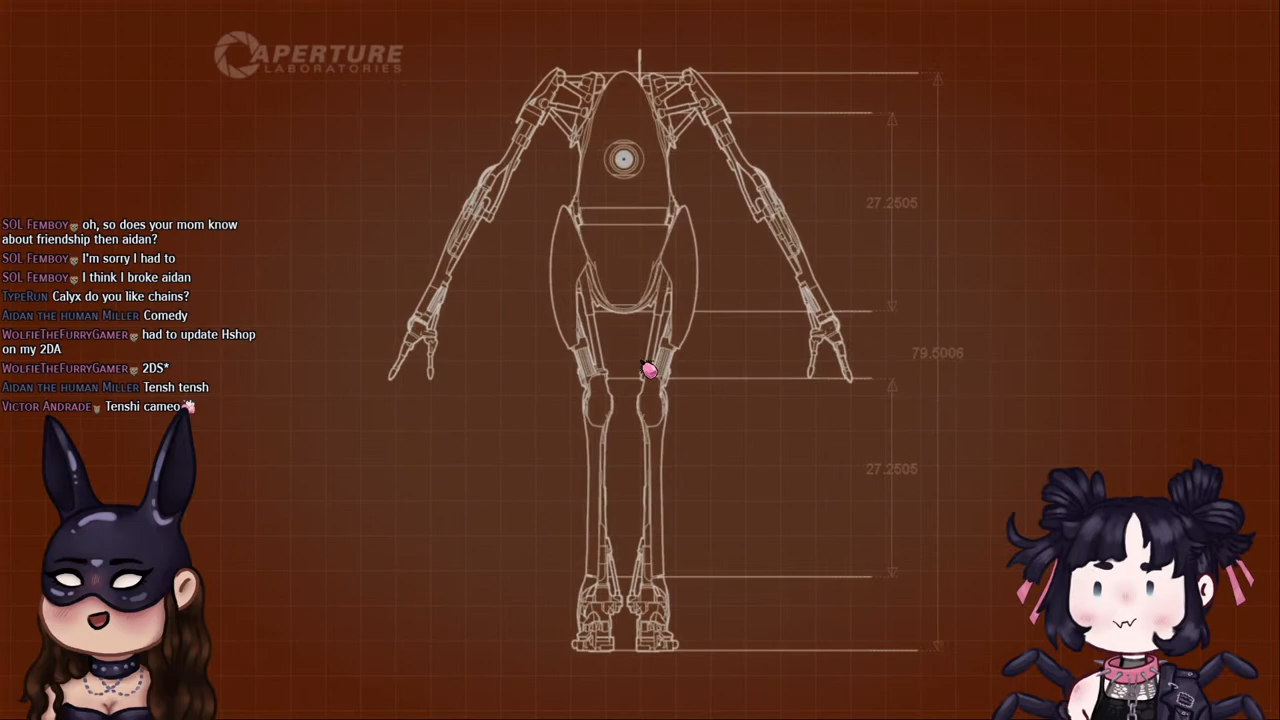 APERTURE
LABORATORIES
27.2505
SOL FEMBOY oh, so does your mom know
about friendship then aidan?
SOL FEMBOY I'm sorry I had to
SOL FEMBOY I think I broke aidan
TYPERUN Calyx do you like chains?
AIDAN THE HUMAN MILLER Comedy
WOLFIETHEFURRYGAMER had to update Hshop
on my 2DA
79.5006
WOLFIETHEFURRYGAMER 2DS*
AIDAN THE HUMAN MILLER Tensh tensh
VICTOR ANDRADE Tenshi cameo
27.2505